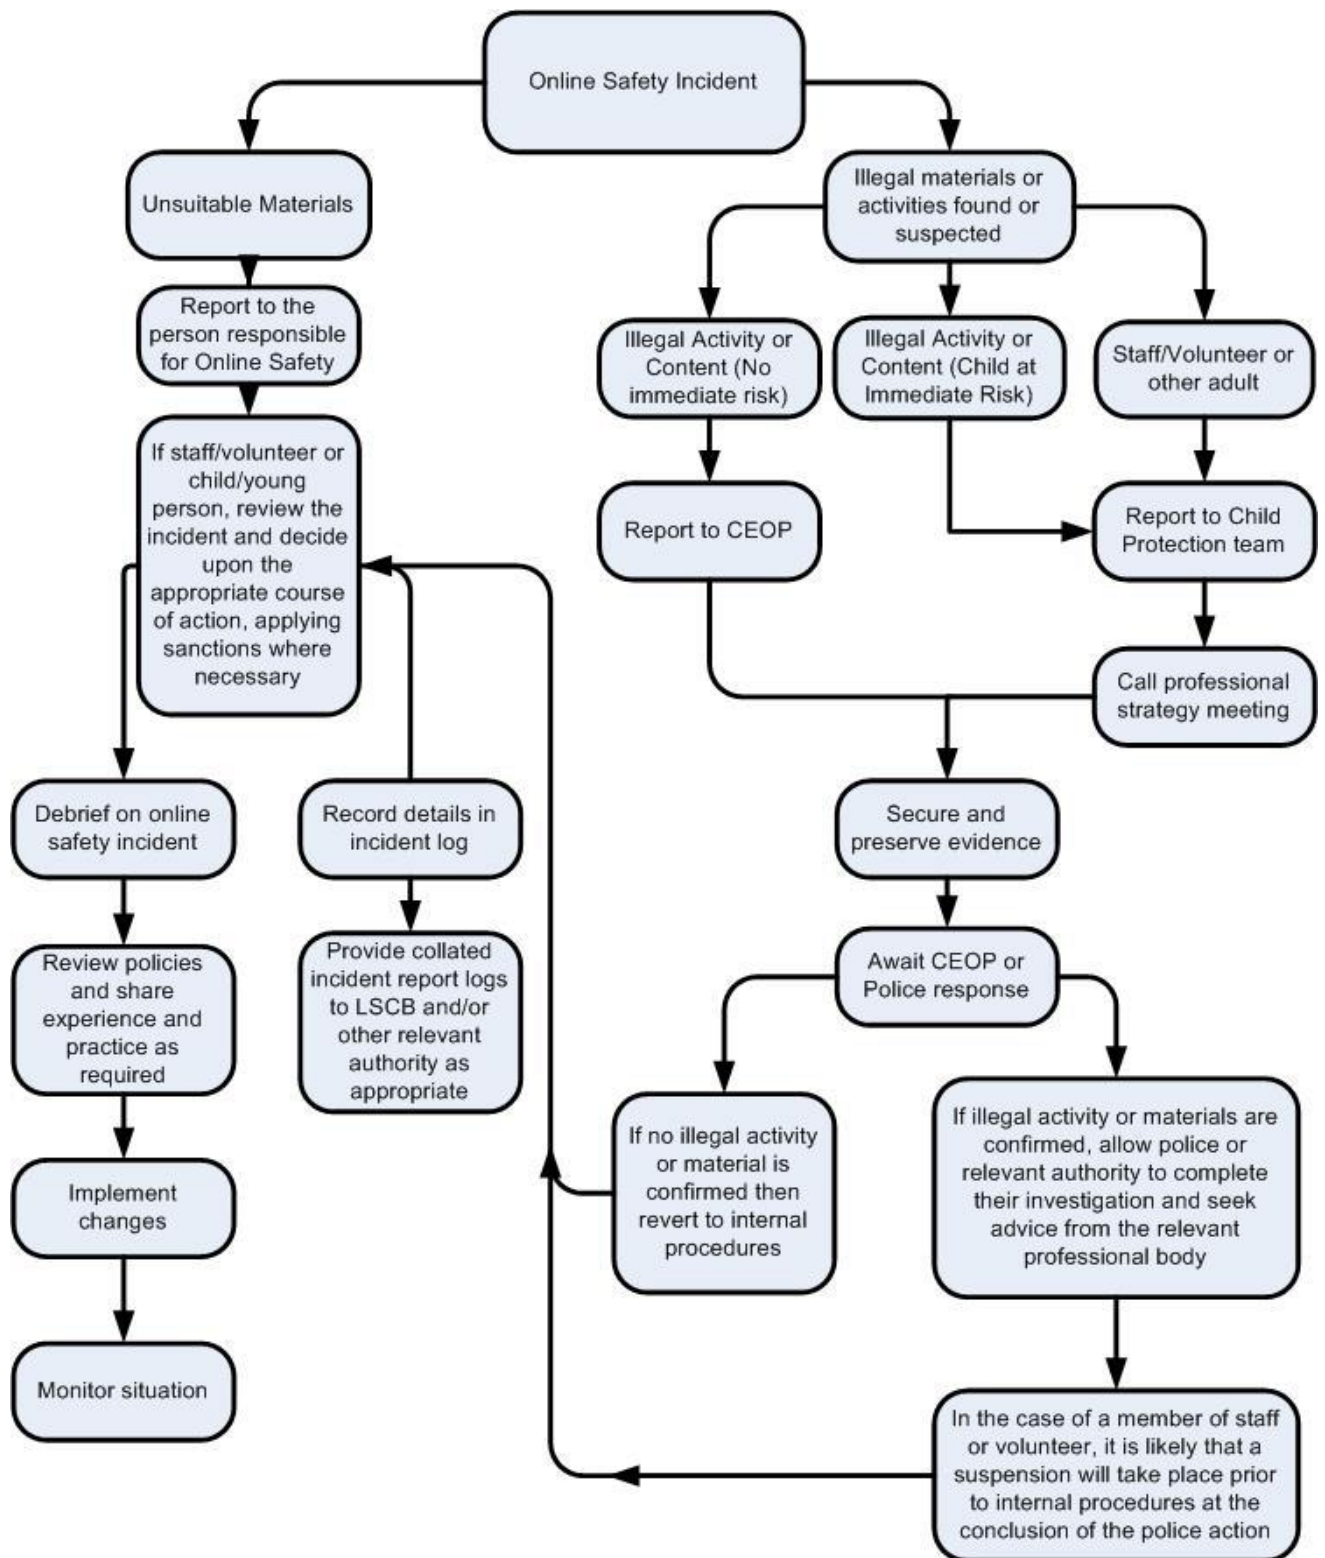 Online Safety Incident
Unsuitable Materials
Illegal materials or
activities found or
suspected
Report to the
person responsible
for Online Safety
Illegal Activity or
Content (No
immediate risk)
Illegal Activity or
Content (Child at
Immediate Risk)
Staff/Volunteer or
other adult
If staff/volunteer or
child/young
person, review the
incident and decide
upon the
appropriate course
of action, applying
sanctions where
necessary
Report to CEOP
Report to Child
Protection team
Call professional
strategy meeting
Debrief on online
safety incident
Record details in
incident log
Secure and
preserve evidence
Review policies
and share
experience and
practice as
required
Provide collated
incident report logs
to LSCB and/or
other relevant
authority as
appropriate
Await CEOP or
Police response
If no illegal activity
or material is
confirmed then
revert to internal
procedures
If illegal activity or materials are
confirmed, allow police or
relevant authority to complete
their investigation and seek
advice from the relevant
professional body
Implement
changes
Monitor situation
In the case of a member of staff
or volunteer, it is likely that a
suspension will take place prior
to internal procedures at the
conclusion of the police action